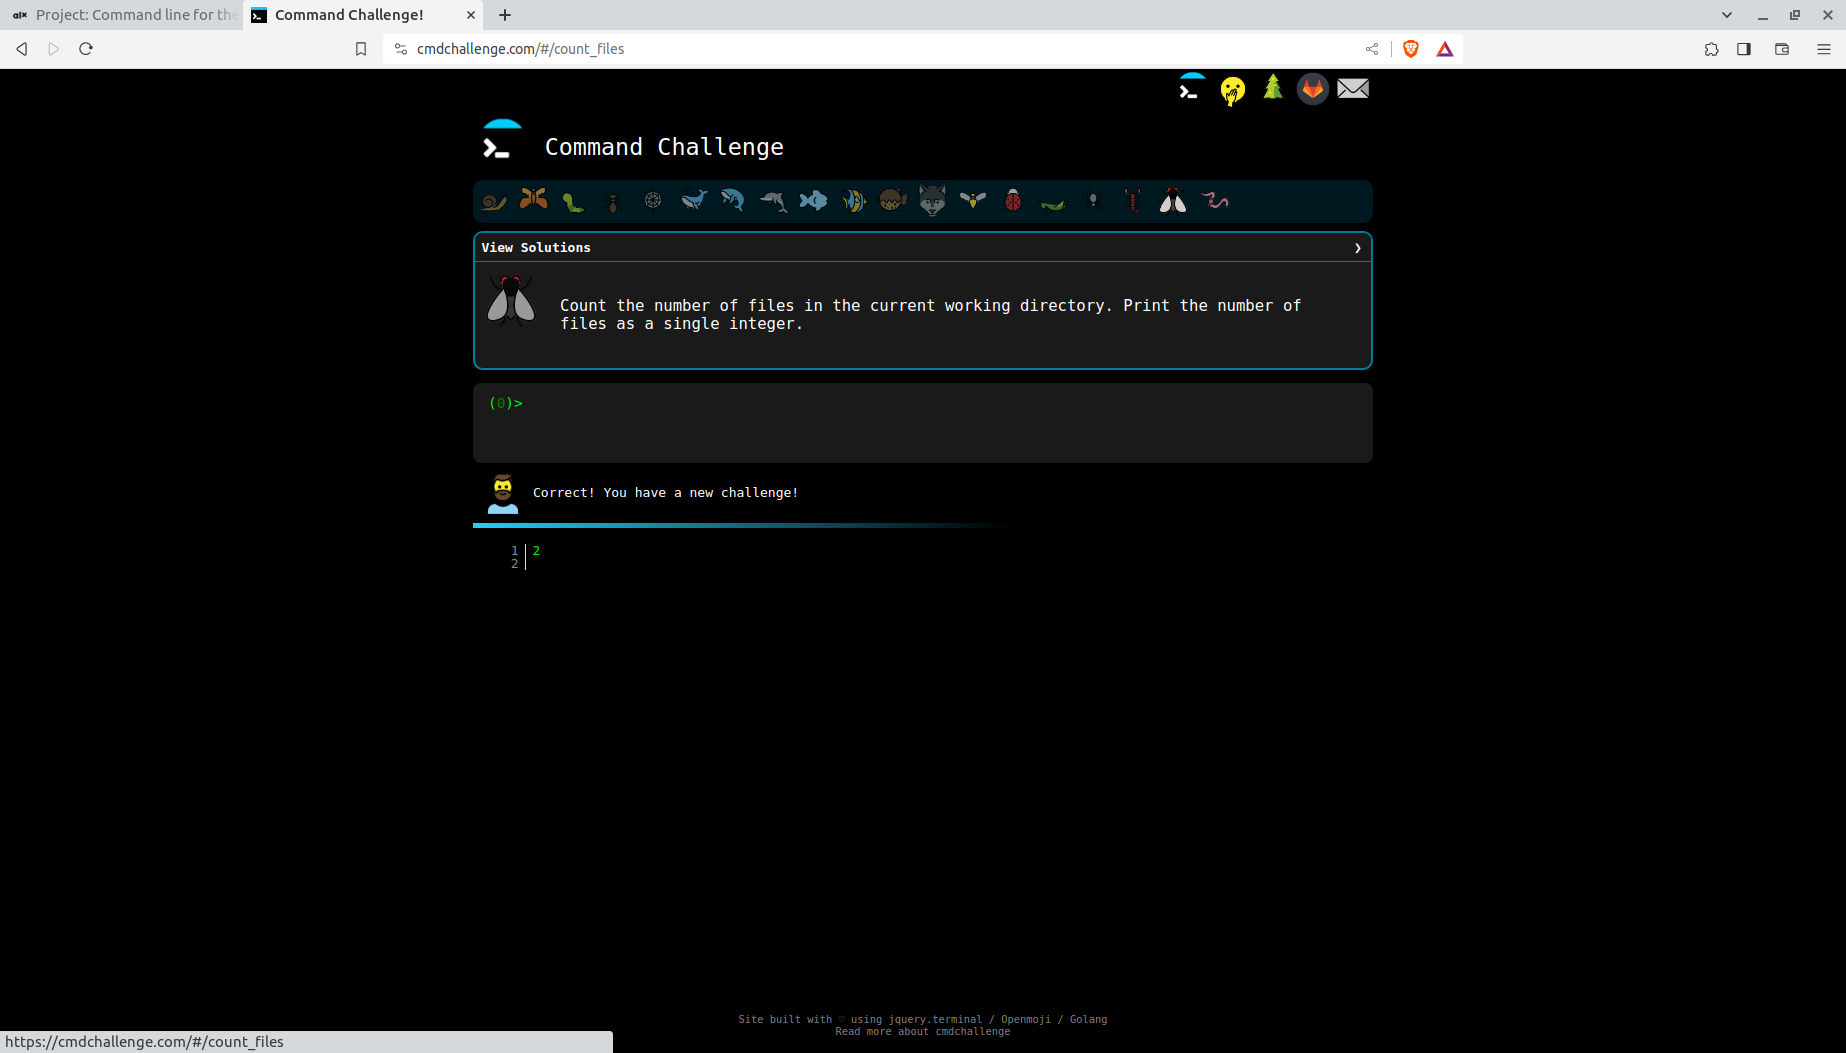 Project: Command line for the
Command Challenge!
cmdchallenge.com/#/count_files
Command Challenge
View Solutions
Count the number of files in the current working directory. Print the number of
files as a single integer.
(0)>
Correct! You have a new challenge!
1 2
2
Site built with ♡ using jquery.terminal / Openmoji / Golang
Read more about cmdchallenge
https://cmdchallenge.com/#/count_files